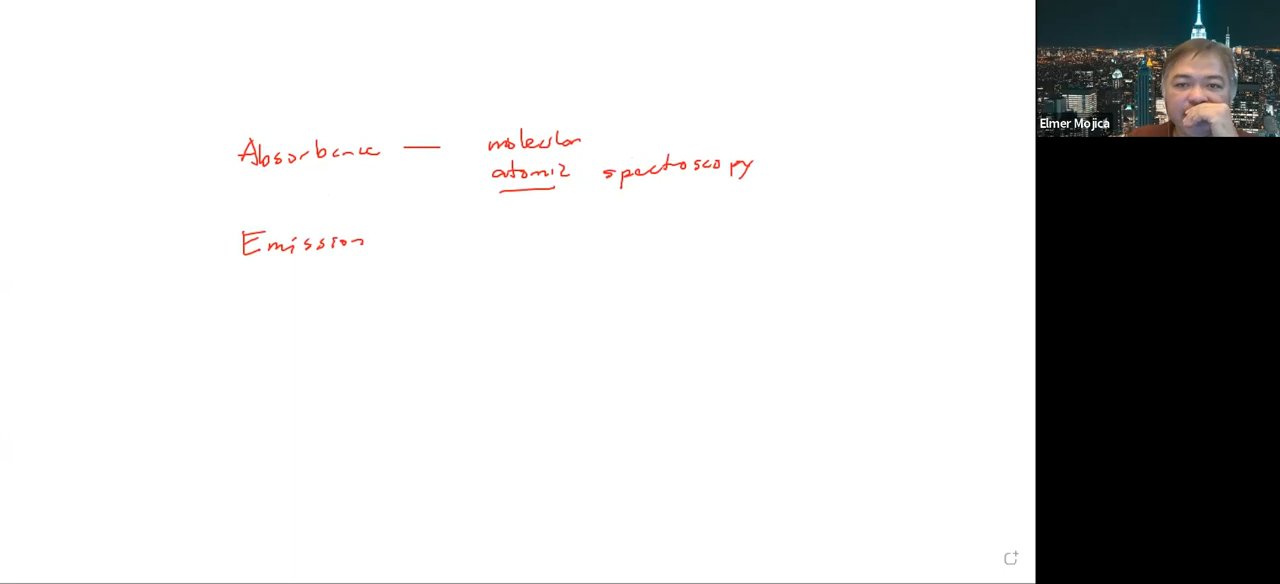 Absorbance — molecular
atomic spectroscopy
Emission
Elmer Mojica